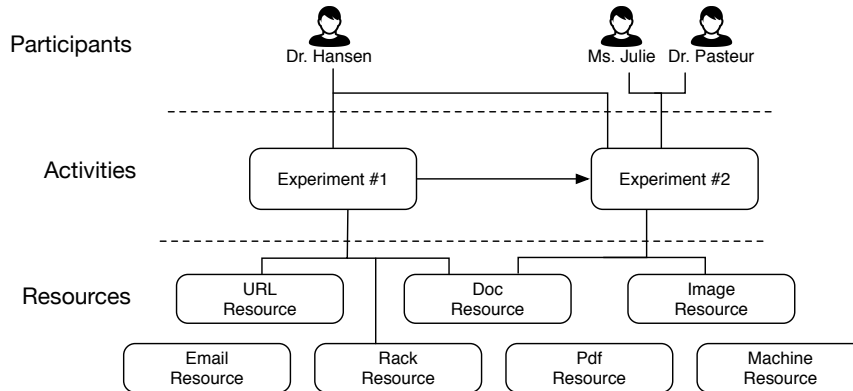 Participants
Dr. Hansen
Ms. Julie
Dr. Pasteur
Activities
Experiment #1
Experiment #2
Resources
URL
Resource
Doc
Resource
Image
Resource
Email
Resource
Rack
Resource
Pdf
Resource
Machine
Resource